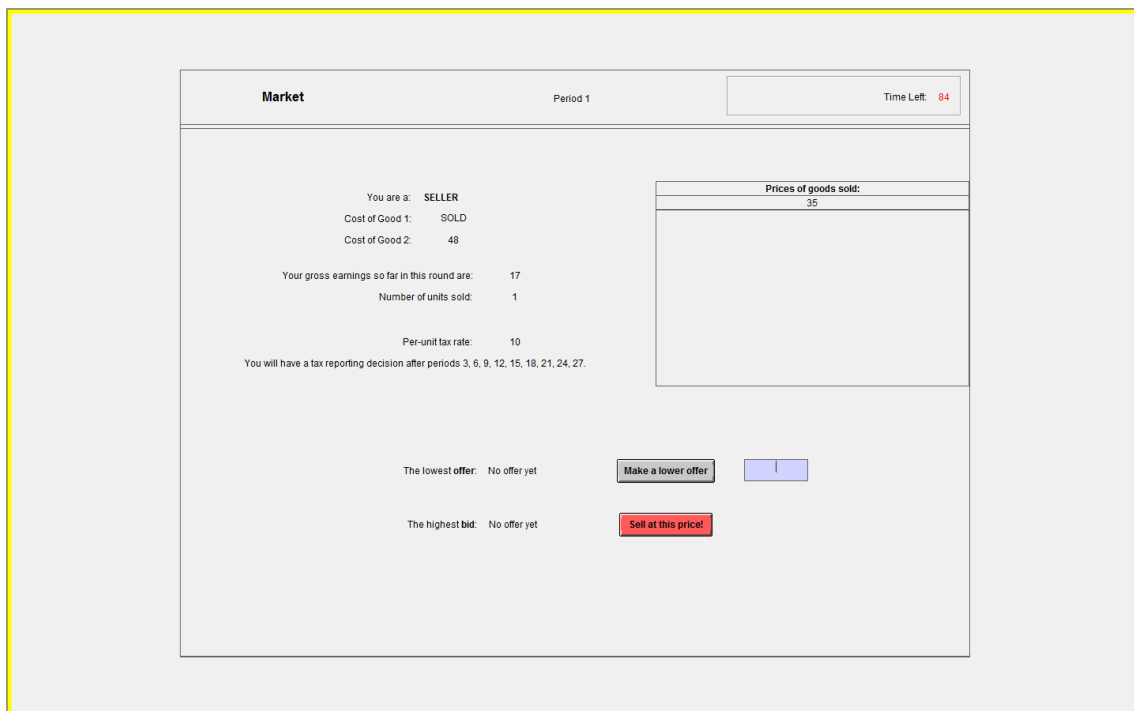 Market Period 1 Time Left: 84
Prices of goods sold:
35
You are a: SELLER
Cost of Good 1: SOLD
Cost of Good 2: 48
Your gross earnings so far in this round are: 17
Number of units sold: 1
Per-unit tax rate: 10
You will have a tax reporting decision after periods 3, 6, 9, 12, 15, 18, 21, 24, 27.
The lowest offer: No offer yet Make a lower offer
The highest bid: No offer yet Sell at this price!